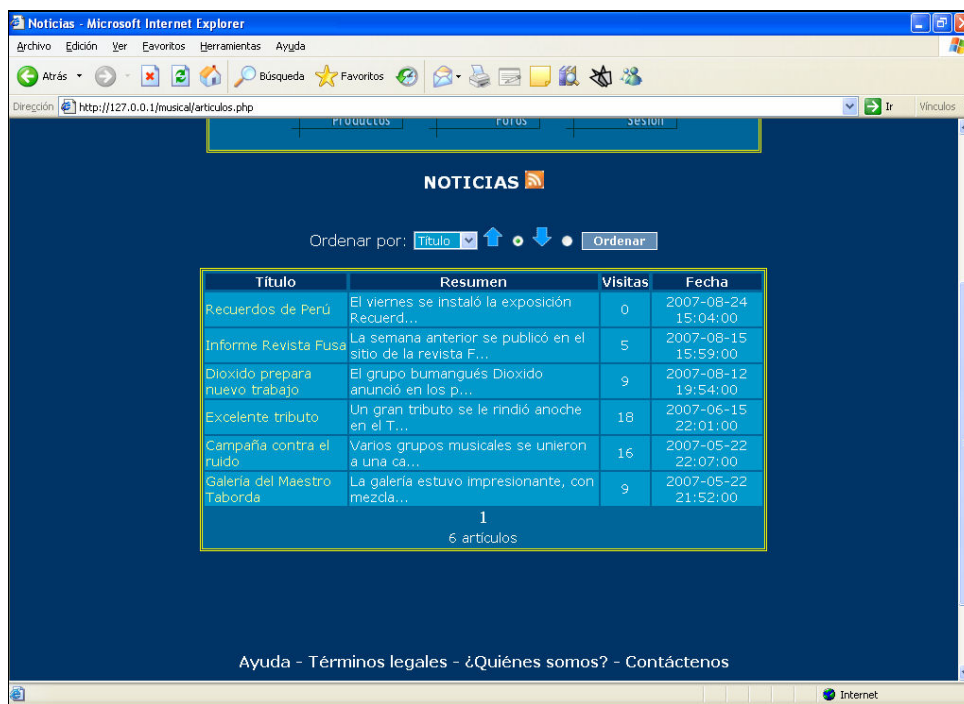 Noticias - Microsoft Internet Explorer
Archivo Edición Ver Favoritos Herramientas Ayuda
Atrás Búsqueda Favoritos
Dirección http://127.0.0.1/musical/articulos.php Ir Vínculos
Productos Fotos Sesión
NOTICIAS
Ordenar por: Título Ordenar
Título Resumen Visitas Fecha
Recuerdos de Perú El viernes se instaló la exposición Recuerd... 0 2007-08-24 15:04:00
Informe Revista Fusa La semana anterior se publicó en el sitio de la revista F... 5 2007-08-15 15:59:00
Dioxido prepara nuevo trabajo El grupo bumangués Dioxido anunció en los p... 9 2007-08-12 19:54:00
Excelente tributo Un gran tributo se le rindió anoche en el T... 18 2007-06-15 22:01:00
Campaña contra el ruido Varios grupos musicales se unieron a una ca... 16 2007-05-22 22:07:00
Galería del Maestro Taborda La galería estuvo impresionante, con mezcla... 9 2007-05-22 21:52:00
1
6 artículos
Ayuda - Términos legales - ¿Quiénes somos? - Contáctenos
Internet